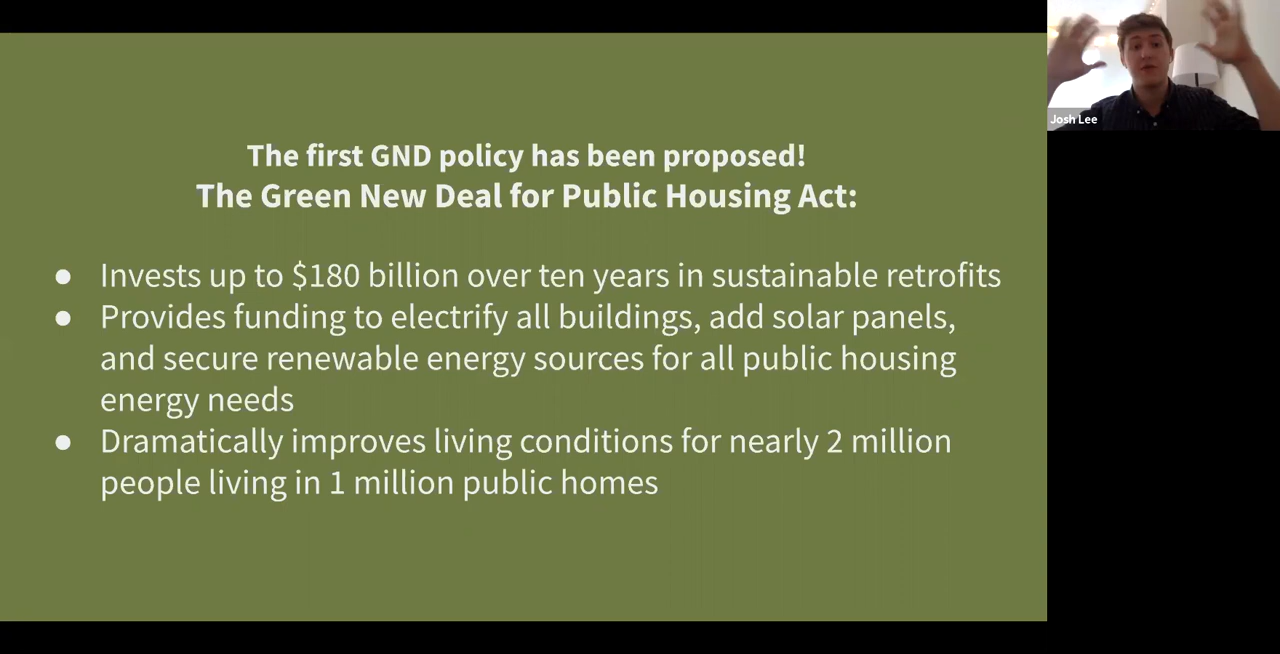 The first GND policy has been proposed!
The Green New Deal for Public Housing Act:
● Invests up to $180 billion over ten years in sustainable retrofits
● Provides funding to electrify all buildings, add solar panels,
and secure renewable energy sources for all public housing
energy needs
● Dramatically improves living conditions for nearly 2 million
people living in 1 million public homes
Josh Lee